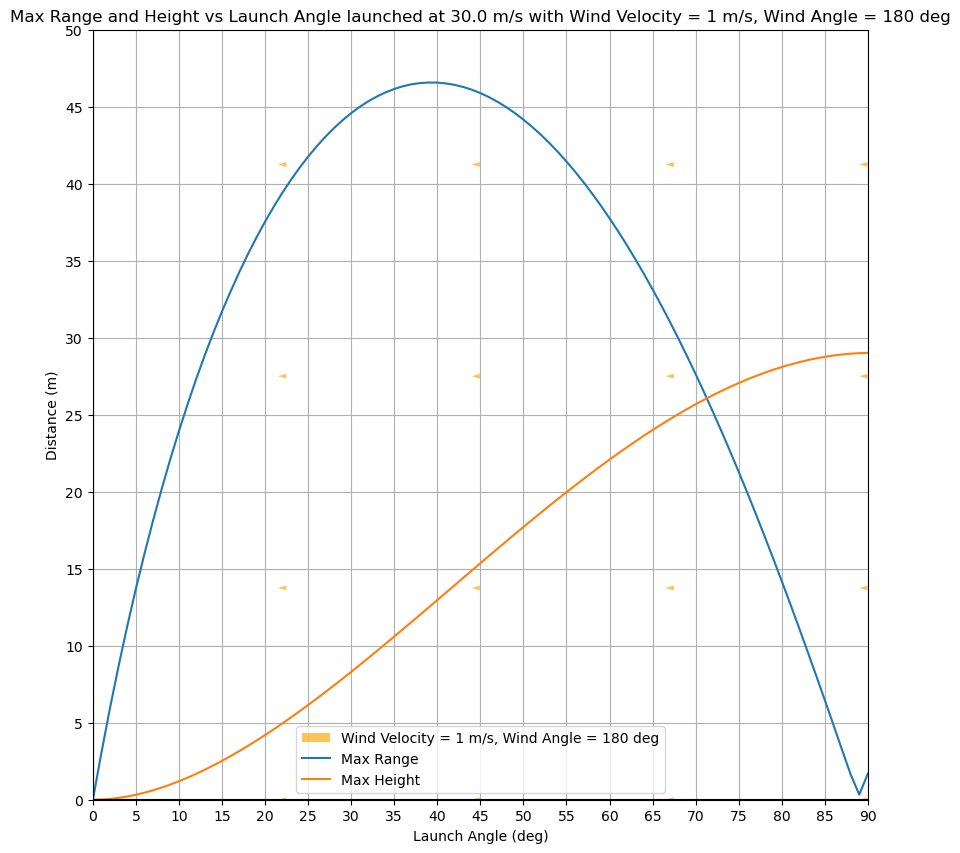 Max Range and Height vs Launch Angle launched at 30.0 m/s with Wind Velocity = 1 m/s, Wind Angle = 180 deg
50
45
40
35
30
25
20
15
10
5
0
Distance (m)
Wind Velocity = 1 m/s, Wind Angle = 180 deg
Max Range
Max Height
0 5 10 15 20 25 30 35 40 45 50 55 60 65 70 75 80 85 90
Launch Angle (deg)